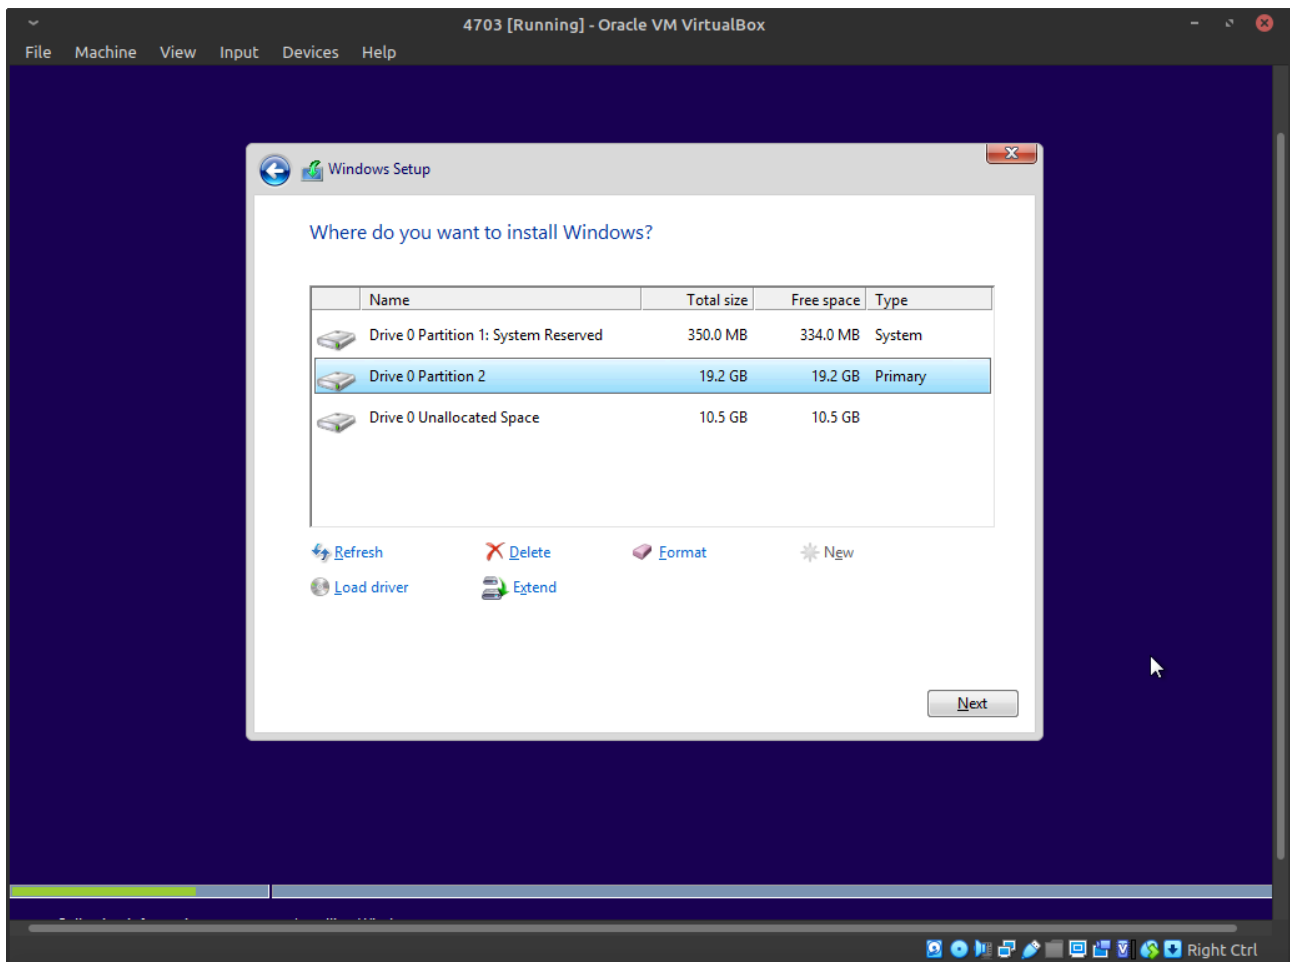 4703 [Running] - Oracle VM VirtualBox
File Machine View Input Devices Help
Windows Setup
Where do you want to install Windows?
Name Total size Free space Type
Drive 0 Partition 1: System Reserved 350.0 MB 334.0 MB System
Drive 0 Partition 2 19.2 GB 19.2 GB Primary
Drive 0 Unallocated Space 10.5 GB 10.5 GB
Refresh Delete Format New
Load driver Extend
Next
Right Ctrl